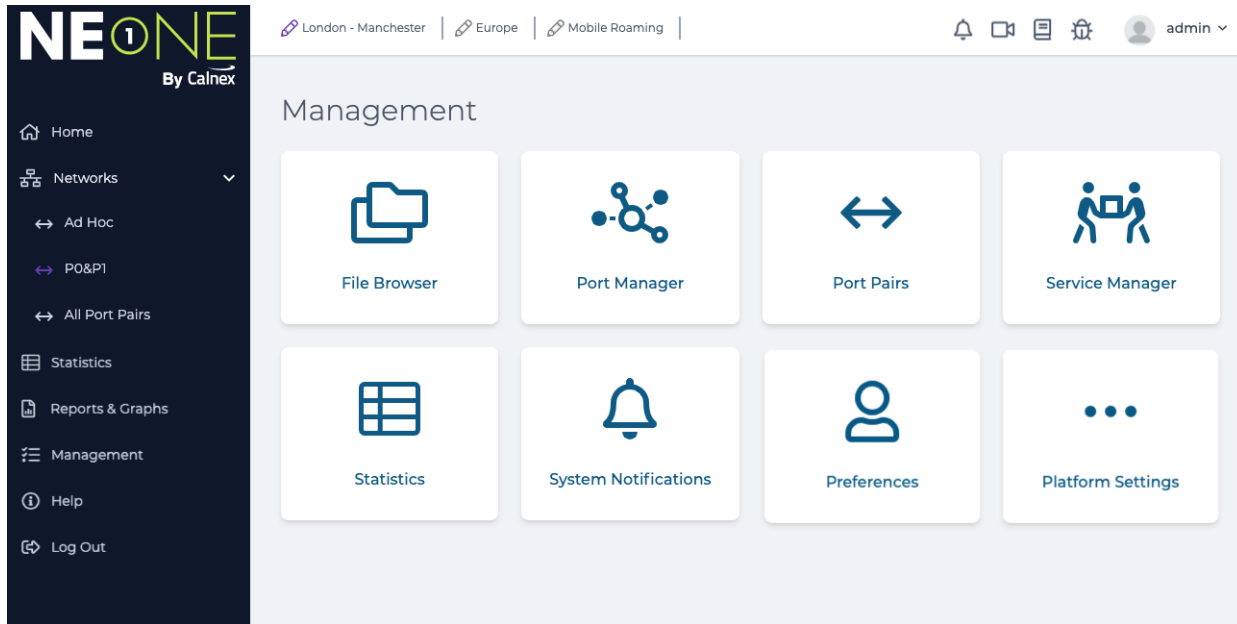 NE1NE
By Calnex
London - Manchester
Europe
Mobile Roaming
admin
Home
Networks
Ad Hoc
P0&P1
All Port Pairs
Statistics
Reports & Graphs
Management
Help
Log Out
Management
File Browser
Port Manager
Port Pairs
Service Manager
Statistics
System Notifications
Preferences
Platform Settings